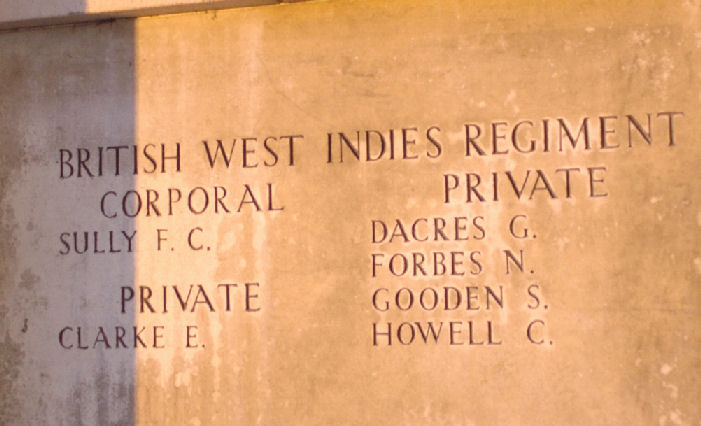 BRITISH WEST INDIES REGIMENT
CORPORAL
SULLY F. C.
PRIVATE
CLARKE E.
PRIVATE
DACRES G.
FORBES N.
GOODEN S.
HOWELL C.